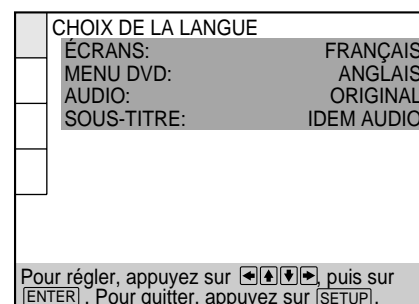 CHOIX DE LA LANGUE
ÉCRANS: FRANÇAIS
MENU DVD: ANGLAIS
AUDIO: ORIGINAL
SOUS-TITRE: IDEM AUDIO
Pour régler, appuyez sur ←↑↓→, puis sur
ENTER. Pour quitter, appuyez sur SETUP.